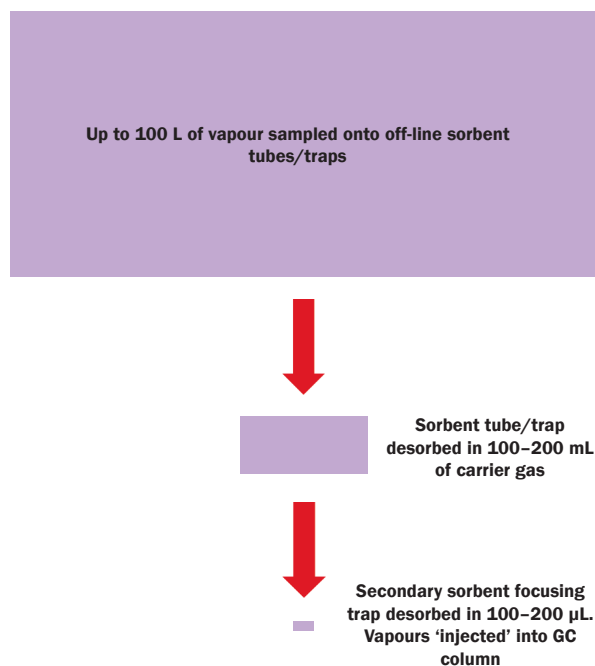 Up to 100 L of vapour sampled onto off-line sorbent
tubes/traps
Sorbent tube/trap
desorbed in 100–200 mL
of carrier gas
Secondary sorbent focusing
trap desorbed in 100–200 µL.
Vapours ‘injected’ into GC
column